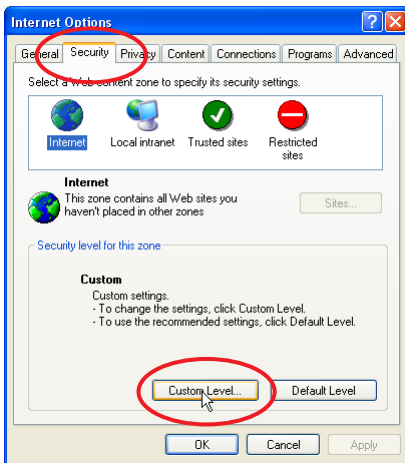 Internet Options
General Security Privacy Content Connections Programs Advanced
Select a Web content zone to specify its security settings.
Internet Local intranet Trusted sites Restricted sites
Internet
This zone contains all Web sites you
haven't placed in other zones
Sites...
Security level for this zone
Custom
Custom settings.
- To change the settings, click Custom Level.
- To use the recommended settings, click Default Level.
Custom Level... Default Level
OK Cancel Apply